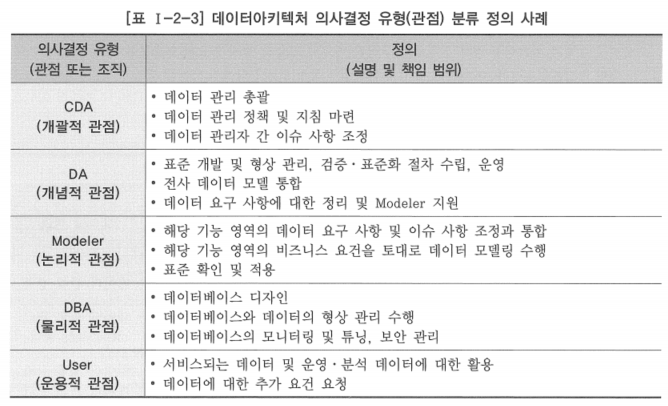 [표 Ⅰ-2-3] 데이터아키텍처 의사결정 유형(관점) 분류 정의 사례
의사결정 유형
(관점 또는 조직)
정의
(설명 및 책임 범위)
CDA
(개괄적 관점)
• 데이터 관리 총괄
• 데이터 관리 정책 및 지침 마련
• 데이터 관리자 간 이슈 사항 조정
DA
(개념적 관점)
• 표준 개발 및 형상 관리, 검증·표준화 절차 수립, 운영
• 전사 데이터 모델 통합
• 데이터 요구 사항에 대한 정리 및 Modeler 지원
Modeler
(논리적 관점)
• 해당 기능 영역의 데이터 요구 사항 및 이슈 사항 조정과 통합
• 해당 기능 영역의 비즈니스 요건을 토대로 데이터 모델링 수행
• 표준 확인 및 적용
DBA
(물리적 관점)
• 데이터베이스 디자인
• 데이터베이스와 데이터의 형상 관리 수행
• 데이터베이스의 모니터링 및 튜닝, 보안 관리
User
(운용적 관점)
• 서비스되는 데이터 및 운영·분석 데이터에 대한 활용
• 데이터에 대한 추가 요건 요청